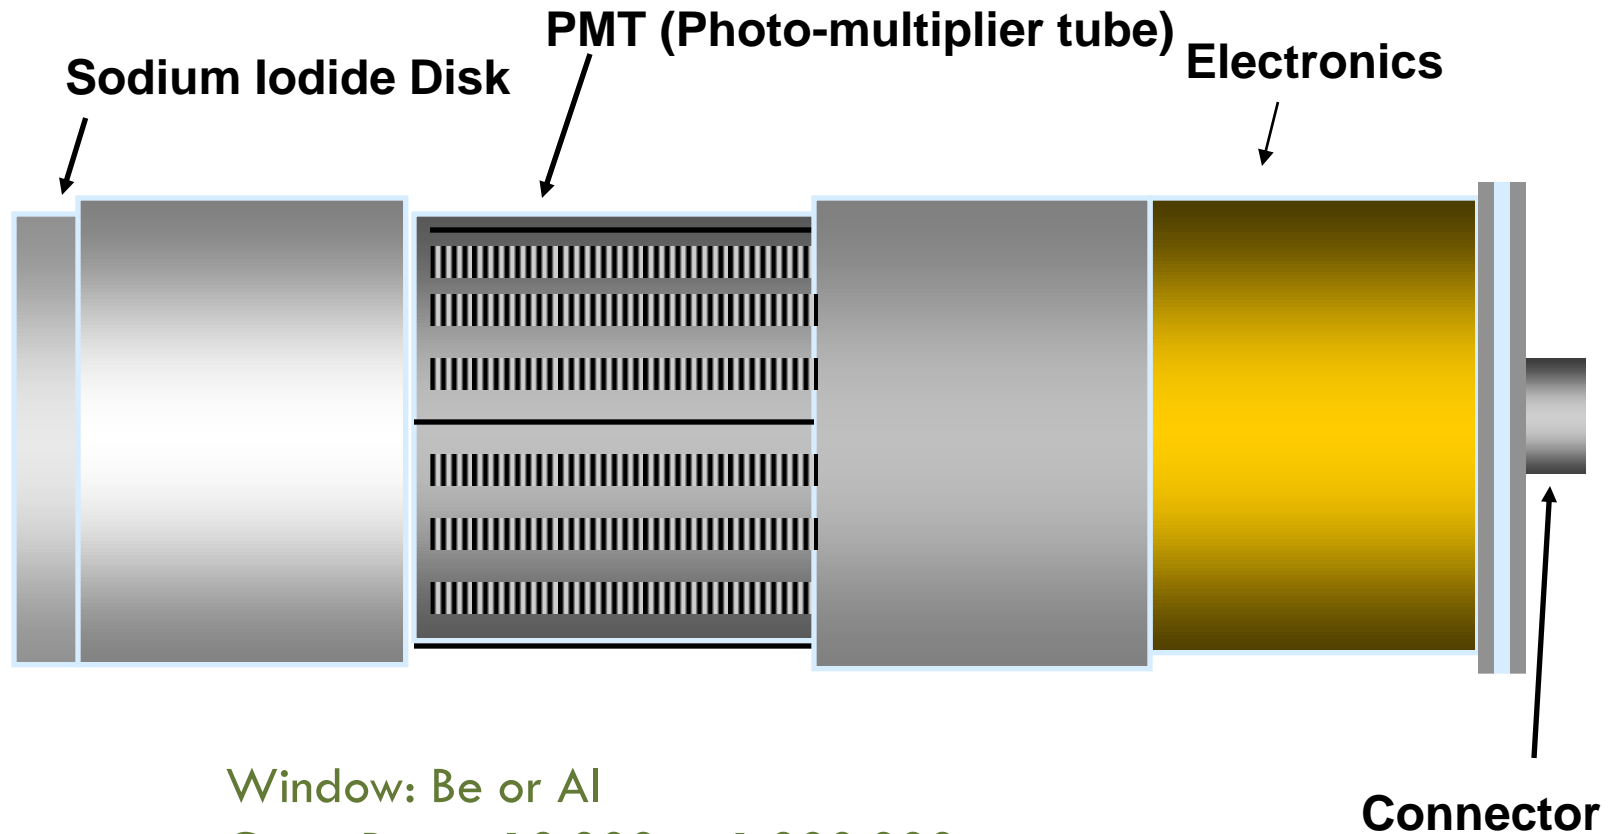 PMT (Photo-multiplier tube)
Electronics
Sodium Iodide Disk
Window: Be or Al
Connector